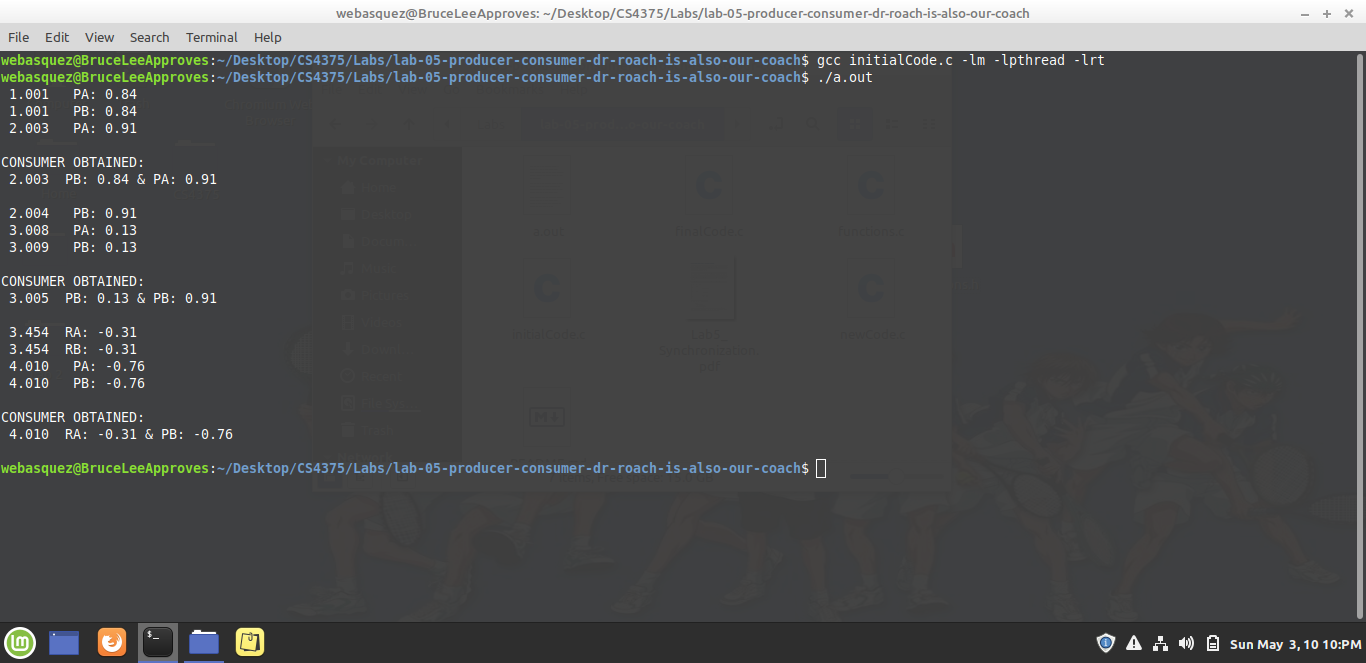 webasquez@BruceLeeApproves: ~/Desktop/CS4375/Labs/lab-05-producer-consumer-dr-roach-is-also-our-coach
File Edit View Search Terminal Help
webasquez@BruceLeeApproves:~/Desktop/CS4375/Labs/lab-05-producer-consumer-dr-roach-is-also-our-coach$ gcc initialCode.c -lm -lpthread -lrt
webasquez@BruceLeeApproves:~/Desktop/CS4375/Labs/lab-05-producer-consumer-dr-roach-is-also-our-coach$ ./a.out
1.001 PA: 0.84
1.001 PB: 0.84
2.003 PA: 0.91
CONSUMER OBTAINED:
2.003 PB: 0.84 & PA: 0.91
2.004 PB: 0.91
3.008 PA: 0.13
3.009 PB: 0.13
CONSUMER OBTAINED:
3.005 PB: 0.13 & PB: 0.91
3.454 RA: -0.31
3.454 RB: -0.31
4.010 PA: -0.76
4.010 PB: -0.76
CONSUMER OBTAINED:
4.010 RA: -0.31 & PB: -0.76
webasquez@BruceLeeApproves:~/Desktop/CS4375/Labs/lab-05-producer-consumer-dr-roach-is-also-our-coach$
Sun May 3, 10 10:PM